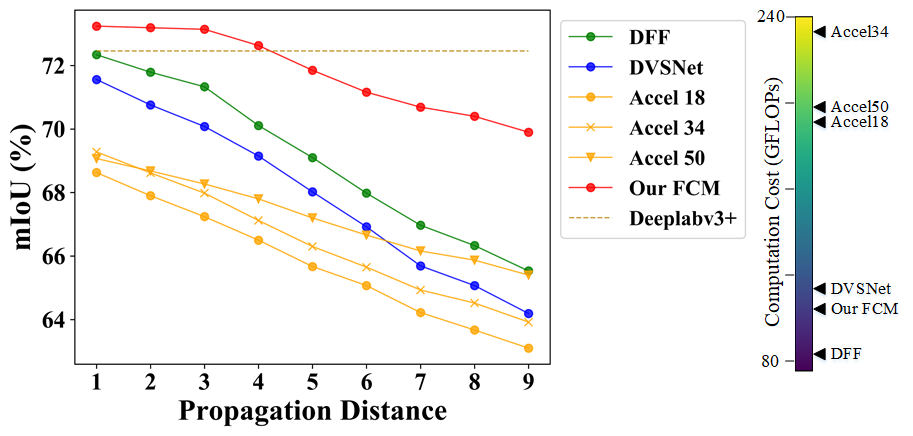 mIoU (%)
72
70
68
66
64
1 2 3 4 5 6 7 8 9
Propagation Distance
DFF
DVSNet
Accel 18
Accel 34
Accel 50
Our FCM
Deeplabv3+
Computation Cost (GFLOPs)
240
80
Accel34
Accel50
Accel18
DVSNet
Our FCM
DFF